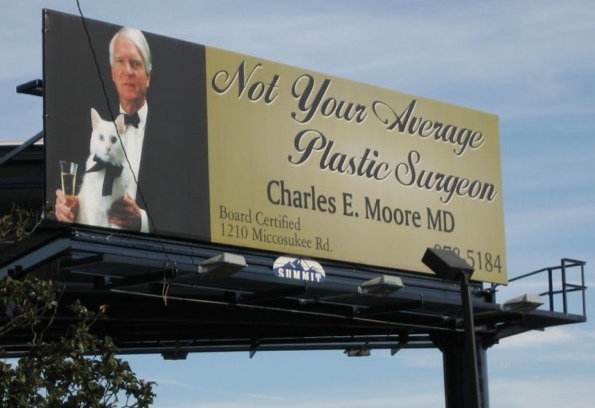 Not Your Average
Plastic Surgeon
Charles E. Moore MD
Board Certified
1210 Miccosukee Rd.
5184
SUMMIT